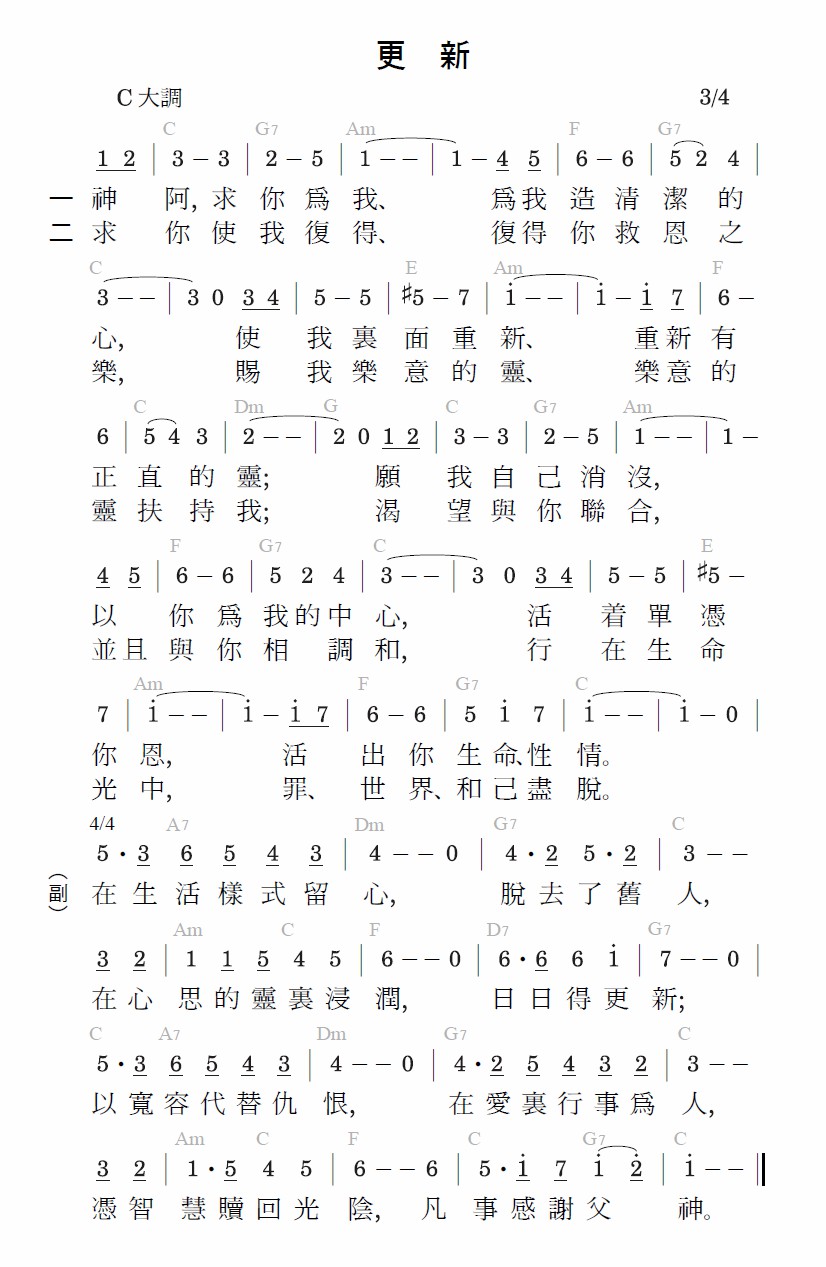 更 新
C 大調 3/4
C G7 Am F G7
1 2 | 3 – 3 | 2 – 5 | 1 – – | 1 – 4 5 | 6 – 6 | 5 2 4 |
一 神 阿, 求 你 爲 我、 爲 我 造 清 潔 的
二 求 你 使 我 復 得、 復 得 你 救 恩 之
C E Am F
3 – – | 3 0 3 4 | 5 – 5 | #5 – 7 | i – – | i – i 7 | 6 –
心, 使 我 裏 面 重 新、 重 新 有
樂, 賜 我 樂 意 的 靈、 樂 意 的
C Dm G C G7 Am
6 | 5 4 3 | 2 – – | 2 0 1 2 | 3 – 3 | 2 – 5 | 1 – – | 1 –
正 直 的 靈; 願 我 自 己 消 沒,
靈 扶 持 我; 渴 望 與 你 聯 合,
F G7 C E
4 5 | 6 – 6 | 5 2 4 | 3 – – | 3 0 3 4 | 5 – 5 | #5 –
以 你 爲 我 的 中 心, 活 着 單 憑
並 且 與 你 相 調 和, 行 在 生 命
Am F G7 C
7 | i – – | i – i 7 | 6 – 6 | 5 i 7 | i – – | i – 0 |
你 恩, 活 出 你 生 命、性 情。
光 中, 罪、 世 界、和 己 盡 脫。
4/4 A7 Dm G7 C
5 · 3 6 5 4 3 | 4 – – 0 | 4 · 2 5 · 2 | 3 – –
（副） 在 生 活 樣 式 留 心, 脫 去 了 舊 人,
Am C F D7 G7
3 2 | 1 1 5 4 5 | 6 – – 0 | 6 · 6 6 i | 7 – – 0 |
在 心 思 的 靈 裏 浸 潤, 日 日 得 更 新;
C A7 Dm G7 C
5 · 3 6 5 4 3 | 4 – – 0 | 4 · 2 5 4 3 2 | 3 – –
以 寬 容 代 替 仇 恨, 在 愛 裏 行 事 爲 人,
Am C F C G7 C
3 2 | 1 · 5 4 5 | 6 – – 6 | 5 · i 7 i 2̇ | i – – ‖
憑 智 慧 贖 回 光 陰, 凡 事 感 謝 父 神。